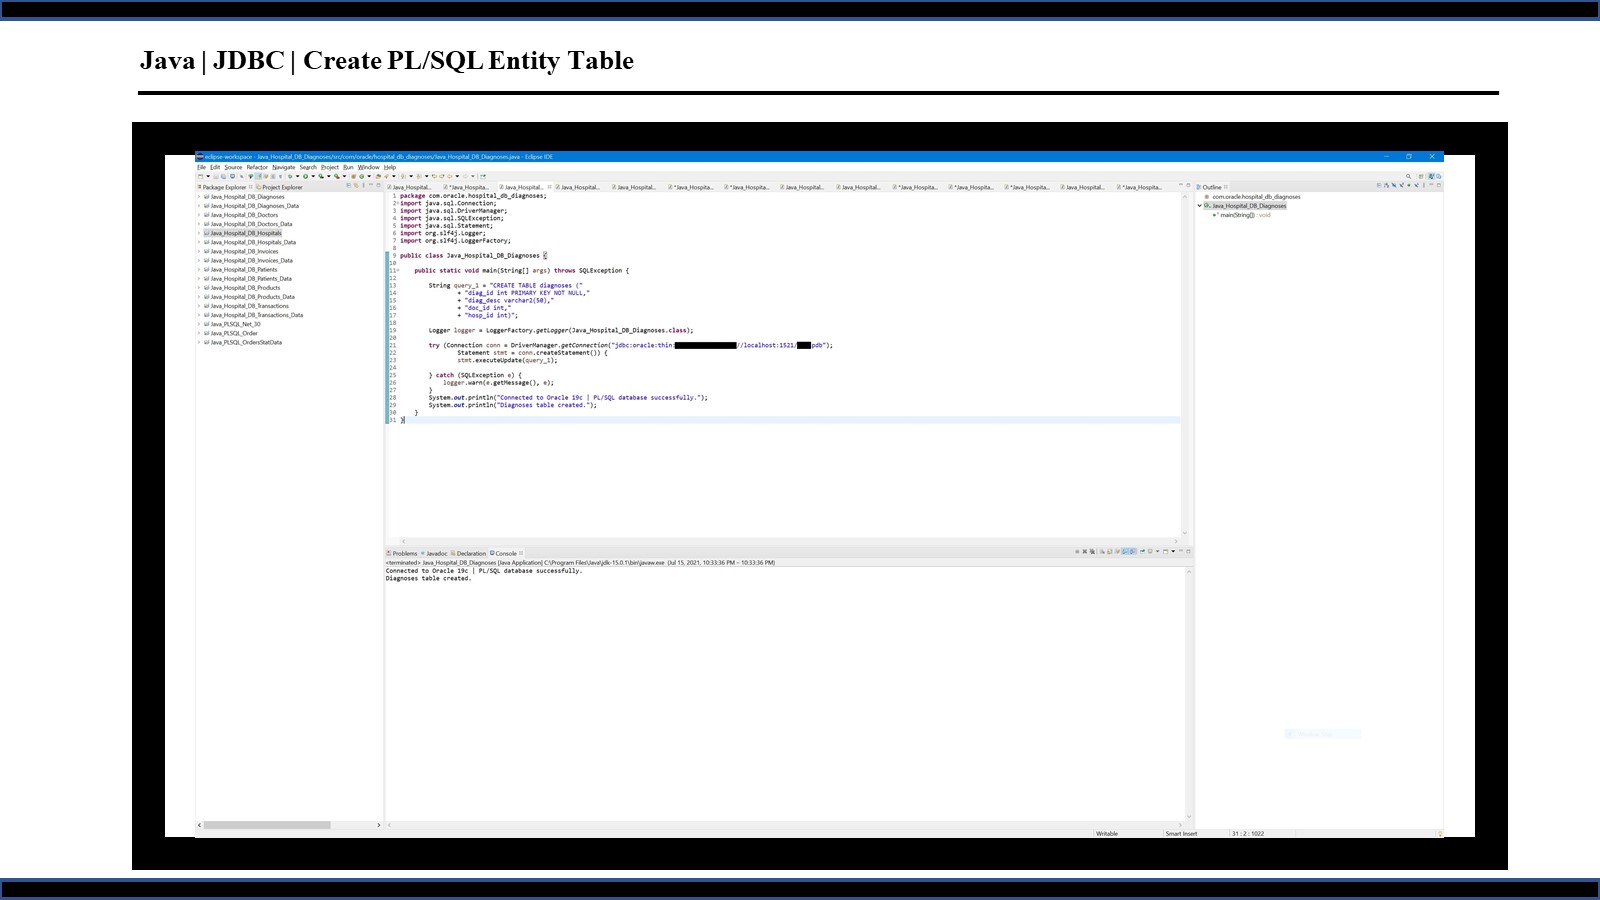 Java | JDBC | Create PL/SQL Entity Table
eclipse-workspace - Java_Hospital_DB_Diagnoses/src/com/oracle/hospital_db_diagnoses/Java_Hospital_DB_Diagnoses.java - Eclipse IDE
File Edit Source Refactor Navigate Search Project Run Window Help
Package Explorer Project Explorer
Java_Hospital_DB_Diagnoses
Java_Hospital_DB_Diagnoses_Data
Java_Hospital_DB_Doctors
Java_Hospital_DB_Doctors_Data
Java_Hospital_DB_Hospitals
Java_Hospital_DB_Hospitals_Data
Java_Hospital_DB_Invoices
Java_Hospital_DB_Invoices_Data
Java_Hospital_DB_Patients
Java_Hospital_DB_Patients_Data
Java_Hospital_DB_Products
Java_Hospital_DB_Products_Data
Java_Hospital_DB_Transactions
Java_Hospital_DB_Transactions_Data
Java_PLSQL_Net_30
Java_PLSQL_Order
Java_PLSQL_OrdersStatData
Java_Hospital... *Java_Hospita... Java_Hospital... Java_Hospital... Java_Hospital... *Java_Hospita... *Java_Hospita... Java_Hospital... Java_Hospital... *Java_Hospita... *Java_Hospita... *Java_Hospita... Java_Hospital... *Java_Hospita...
1 package com.oracle.hospital_db_diagnoses;
2 import java.sql.Connection;
3 import java.sql.DriverManager;
4 import java.sql.SQLException;
5 import java.sql.Statement;
6 import org.slf4j.Logger;
7 import org.slf4j.LoggerFactory;
8
9 public class Java_Hospital_DB_Diagnoses {
10
11 public static void main(String[] args) throws SQLException {
12
13 String query_1 = "CREATE TABLE diagnoses ("
14 + "diag_id int PRIMARY KEY NOT NULL,"
15 + "diag_desc varchar2(50),"
16 + "doc_id int,"
17 + "hosp_id int)";
18
19 Logger logger = LoggerFactory.getLogger(Java_Hospital_DB_Diagnoses.class);
20
21 try (Connection conn = DriverManager.getConnection("jdbc:oracle:thin: //localhost:1521/ pdb");
22 Statement stmt = conn.createStatement()) {
23 stmt.executeUpdate(query_1);
24
25 } catch (SQLException e) {
26 logger.warn(e.getMessage(), e);
27 }
28 System.out.println("Connected to Oracle 19c | PL/SQL database successfully.");
29 System.out.println("Diagnoses table created.");
30 }
31 }
Problems Javadoc Declaration Console
<terminated> Java_Hospital_DB_Diagnoses [Java Application] C:\Program Files\Java\jdk-15.0.1\bin\javaw.exe (Jul 15, 2021, 10:33:36 PM – 10:33:36 PM)
Connected to Oracle 19c | PL/SQL database successfully.
Diagnoses table created.
Outline
com.oracle.hospital_db_diagnoses
Java_Hospital_DB_Diagnoses
main(String[]) : void
Writable Smart Insert 31 : 2 : 1022